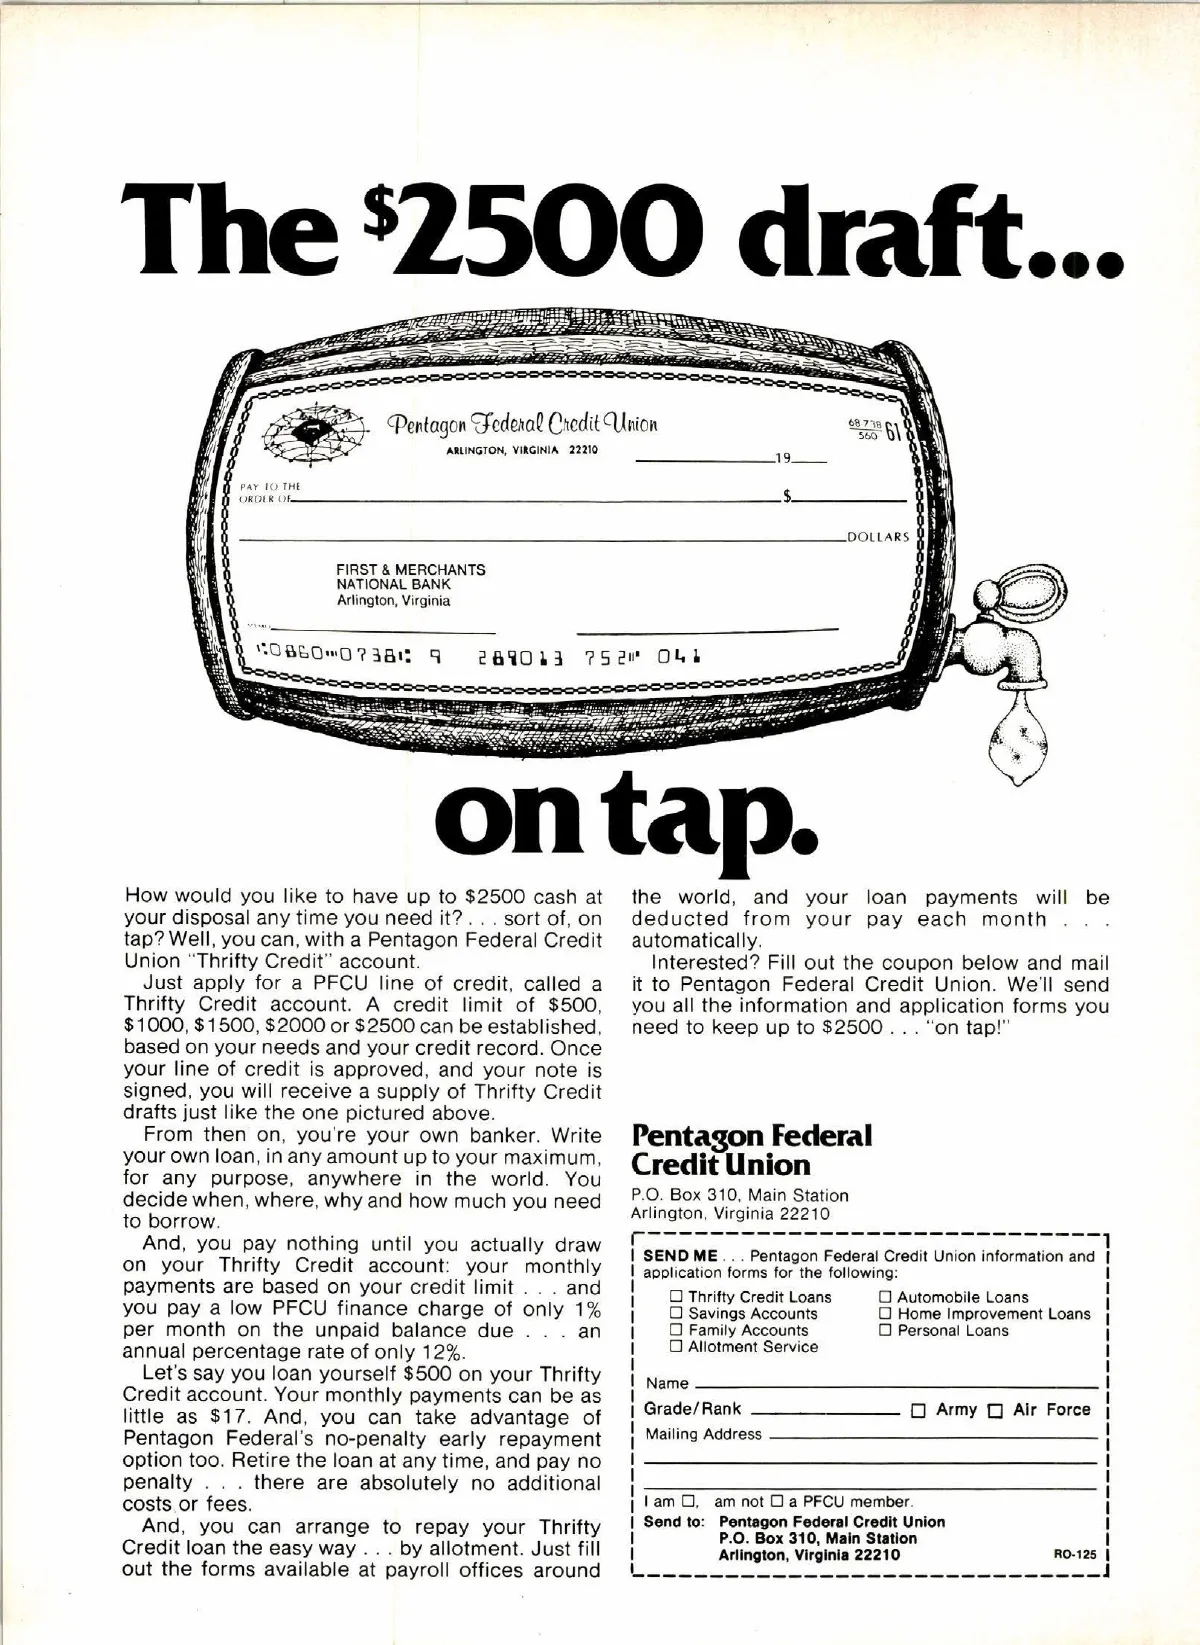 The $2500 draft...
Pentagon Federal Credit Union
ARLINGTON, VIRGINIA 22210
19
68 738
560
61
PAY TO THE
ORDER OF
$
DOLLARS
FIRST & MERCHANTS
NATIONAL BANK
Arlington, Virginia
⑆0860⑉0738⑆ 9 289013 752⑈ 041
on tap.
How would you like to have up to $2500 cash at
your disposal any time you need it? . . . sort of, on
tap? Well, you can, with a Pentagon Federal Credit
Union "Thrifty Credit" account.
Just apply for a PFCU line of credit, called a
Thrifty Credit account. A credit limit of $500,
$1000, $1500, $2000 or $2500 can be established,
based on your needs and your credit record. Once
your line of credit is approved, and your note is
signed, you will receive a supply of Thrifty Credit
drafts just like the one pictured above.
From then on, you're your own banker. Write
your own loan, in any amount up to your maximum,
for any purpose, anywhere in the world. You
decide when, where, why and how much you need
to borrow.
And, you pay nothing until you actually draw
on your Thrifty Credit account: your monthly
payments are based on your credit limit . . . and
you pay a low PFCU finance charge of only 1%
per month on the unpaid balance due . . . an
annual percentage rate of only 12%.
Let's say you loan yourself $500 on your Thrifty
Credit account. Your monthly payments can be as
little as $17. And, you can take advantage of
Pentagon Federal's no-penalty early repayment
option too. Retire the loan at any time, and pay no
penalty . . . there are absolutely no additional
costs or fees.
And, you can arrange to repay your Thrifty
Credit loan the easy way . . . by allotment. Just fill
out the forms available at payroll offices around
the world, and your loan payments will be
deducted from your pay each month . . .
automatically.
Interested? Fill out the coupon below and mail
it to Pentagon Federal Credit Union. We'll send
you all the information and application forms you
need to keep up to $2500 . . . "on tap!"
Pentagon Federal
Credit Union
P.O. Box 310, Main Station
Arlington, Virginia 22210
SEND ME . . . Pentagon Federal Credit Union information and
application forms for the following:
☐ Thrifty Credit Loans ☐ Automobile Loans
☐ Savings Accounts ☐ Home Improvement Loans
☐ Family Accounts ☐ Personal Loans
☐ Allotment Service
Name
Grade/Rank ☐ Army ☐ Air Force
Mailing Address
I am ☐, am not ☐ a PFCU member.
Send to: Pentagon Federal Credit Union
P.O. Box 310, Main Station
Arlington, Virginia 22210
RO-125